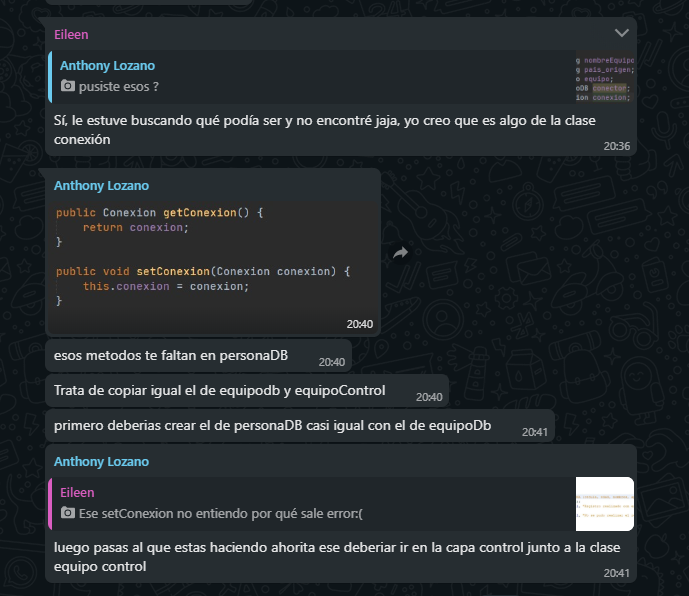 Eileen
Anthony Lozano
pusiste esos ?
g nombreEquipo
g pais_origen;
o equipo;
oDB conector;
ion conexion;
Sí, le estuve buscando qué podía ser y no encontré jaja, yo creo que es algo de la clase
conexión
20:36
Anthony Lozano
public Conexion getConexion() {
return conexion;
}
public void setConexion(Conexion conexion) {
this.conexion = conexion;
}
20:40
esos metodos te faltan en personaDB
20:40
Trata de copiar igual el de equipodb y equipoControl
20:40
primero deberias crear el de personaDB casi igual con el de equipoDb
20:41
Anthony Lozano
Eileen
Ese setConexion no entiendo por qué sale error:(
luego pasas al que estas haciendo ahorita ese deberiar ir en la capa control junto a la clase
equipo control
20:41